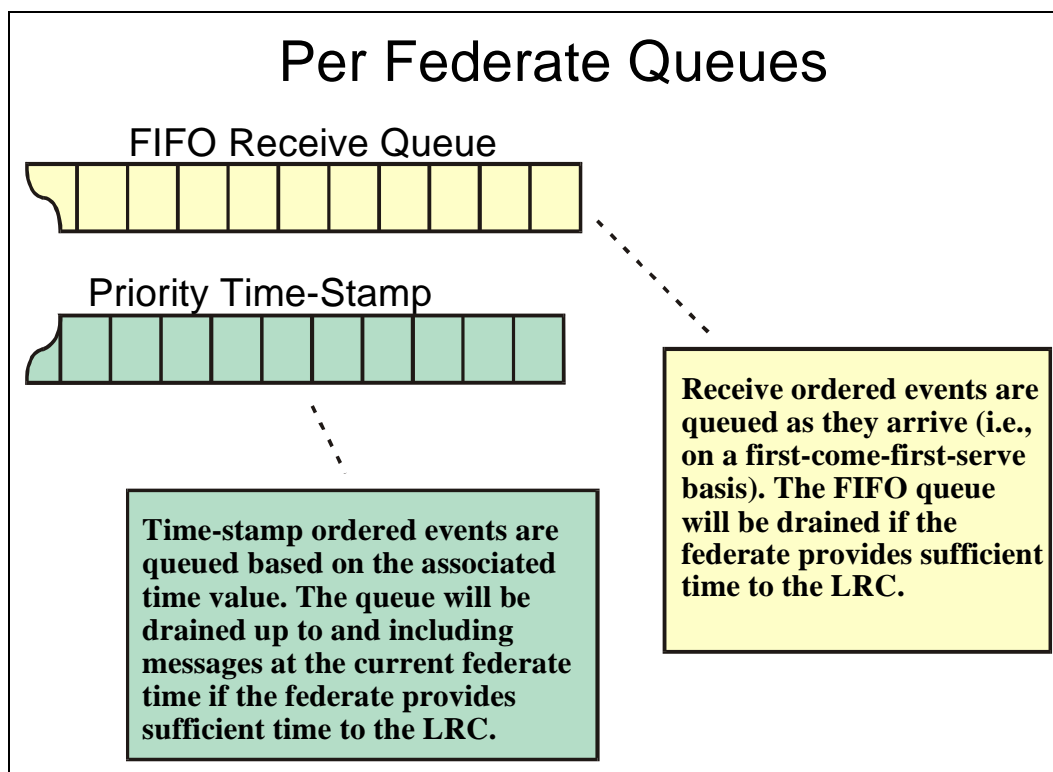 Per Federate Queues
FIFO Receive Queue
Priority Time-Stamp
Receive ordered events are
queued as they arrive (i.e.,
on a first-come-first-serve
basis). The FIFO queue
will be drained if the
federate provides sufficient
time to the LRC.
Time-stamp ordered events are
queued based on the associated
time value. The queue will be
drained up to and including
messages at the current federate
time if the federate provides
sufficient time to the LRC.